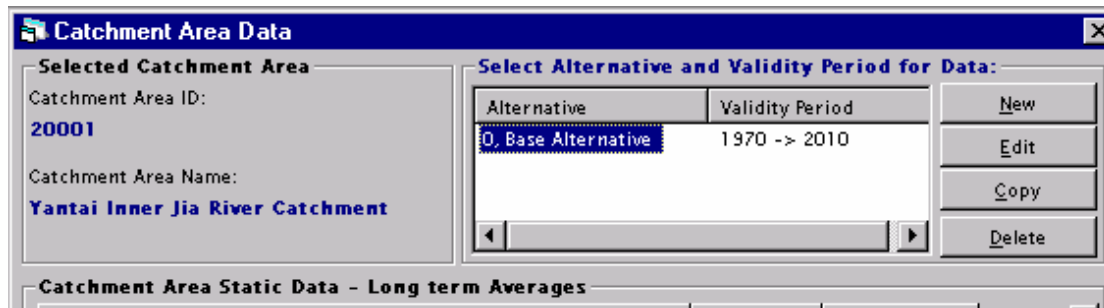 Catchment Area Data
Selected Catchment Area
Catchment Area ID:
20001
Catchment Area Name:
Yantai Inner Jia River Catchment
Select Alternative and Validity Period for Data:
Alternative Validity Period
0, Base Alternative 1970 -> 2010
New
Edit
Copy
Delete
Catchment Area Static Data - Long term Averages